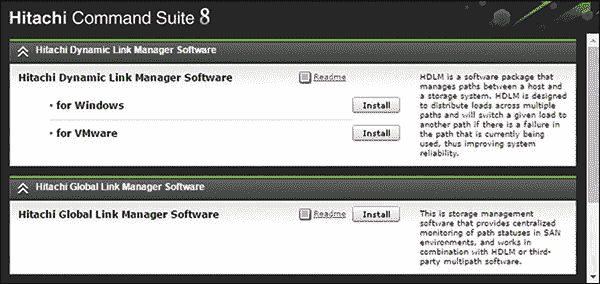 Hitachi Command Suite 8
Hitachi Dynamic Link Manager Software
Hitachi Dynamic Link Manager Software
Readme
• for Windows
Install
• for VMware
Install
HDLM is a software package that
manages paths between a host and
a storage system. HDLM is designed
to distribute loads across multiple
paths and will switch a given load to
another path if there is a failure in
the path that is currently being
used, thus improving system
reliability.
Hitachi Global Link Manager Software
Hitachi Global Link Manager Software
Readme
Install
This is storage management
software that provides centralized
monitoring of path statuses in SAN
environments, and works in
combination with HDLM or third-
party multipath software.